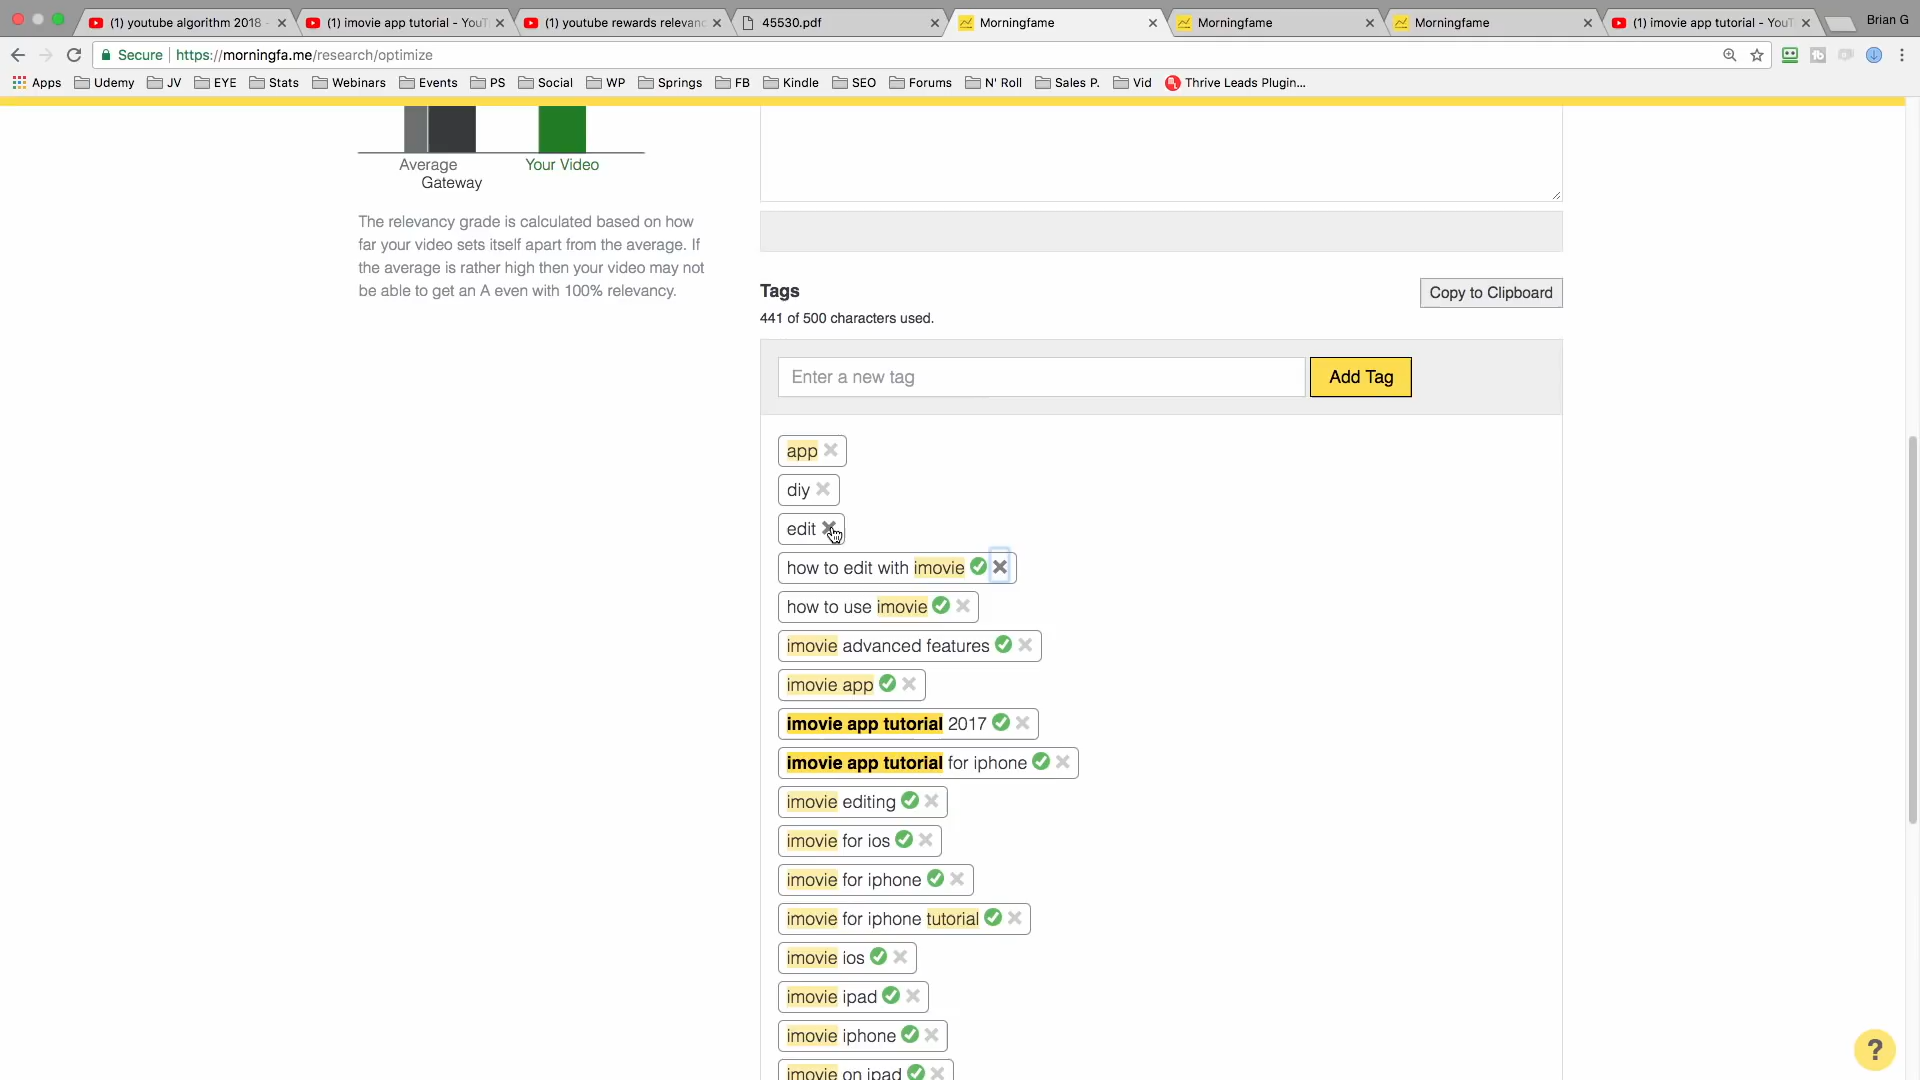 (1) youtube algorithm 2018 -
(1) imovie app tutorial - YouT
(1) youtube rewards relevanc
45530.pdf
Morningfame
Morningfame
Morningfame
(1) imovie app tutorial - YouT
Brian G
Secure
https://morningfa.me/research/optimize
Apps
Udemy
JV
EYE
Stats
Webinars
Events
PS
Social
WP
Springs
FB
Kindle
SEO
Forums
N' Roll
Sales P.
Vid
Thrive Leads Plugin...
Average
Gateway
Your Video
The relevancy grade is calculated based on how
far your video sets itself apart from the average. If
the average is rather high then your video may not
be able to get an A even with 100% relevancy.
Tags
Copy to Clipboard
441 of 500 characters used.
Enter a new tag
Add Tag
app
diy
edit
how to edit with imovie
how to use imovie
imovie advanced features
imovie app
imovie app tutorial 2017
imovie app tutorial for iphone
imovie editing
imovie for ios
imovie for iphone
imovie for iphone tutorial
imovie ios
imovie ipad
imovie iphone
imovie on ipad
?